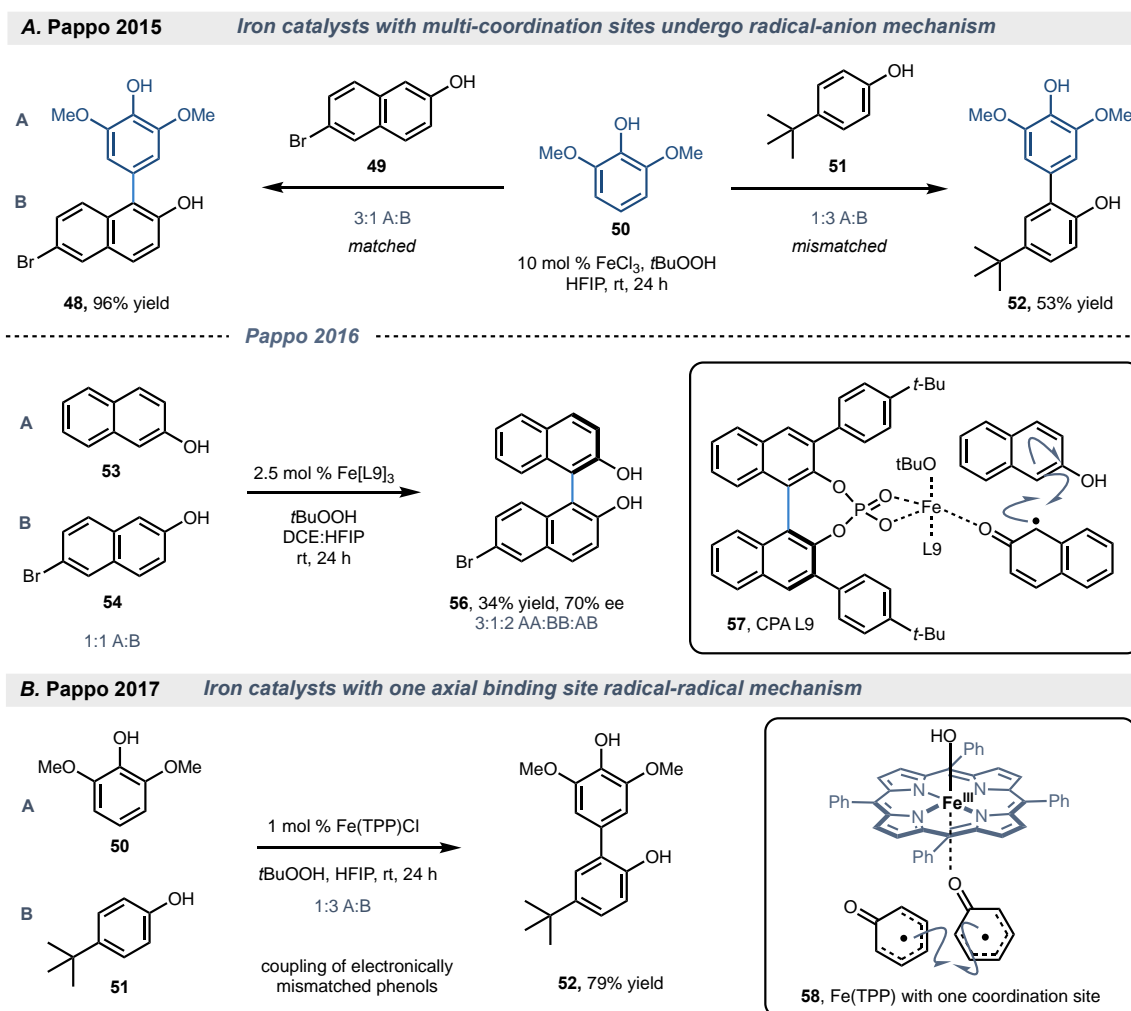 A. Pappo 2015 Iron catalysts with multi-coordination sites undergo radical-anion mechanism
A
B
OH
MeO
OMe
OH
Br
48, 96% yield
OH
Br
49
3:1 A:B
matched
OH
MeO
OMe
50
10 mol % FeCl3, tBuOOH
HFIP, rt, 24 h
OH
51
1:3 A:B
mismatched
OH
MeO
OMe
OH
52, 53% yield
Pappo 2016
A
OH
53
B
OH
Br
54
1:1 A:B
2.5 mol % Fe[L9]3
tBuOOH
DCE:HFIP
rt, 24 h
OH
OH
Br
56, 34% yield, 70% ee
3:1:2 AA:BB:AB
t-Bu
O
O
P
O
O
tBuO
Fe
L9
OH
O
t-Bu
57, CPA L9
B. Pappo 2017 Iron catalysts with one axial binding site radical-radical mechanism
OH
MeO
OMe
A
50
OH
B
51
1 mol % Fe(TPP)Cl
tBuOOH, HFIP, rt, 24 h
1:3 A:B
coupling of electronically
mismatched phenols
OH
MeO
OMe
OH
52, 79% yield
HO
Ph
N
N
Ph
FeIII
Ph
N
N
Ph
O
O
58, Fe(TPP) with one coordination site